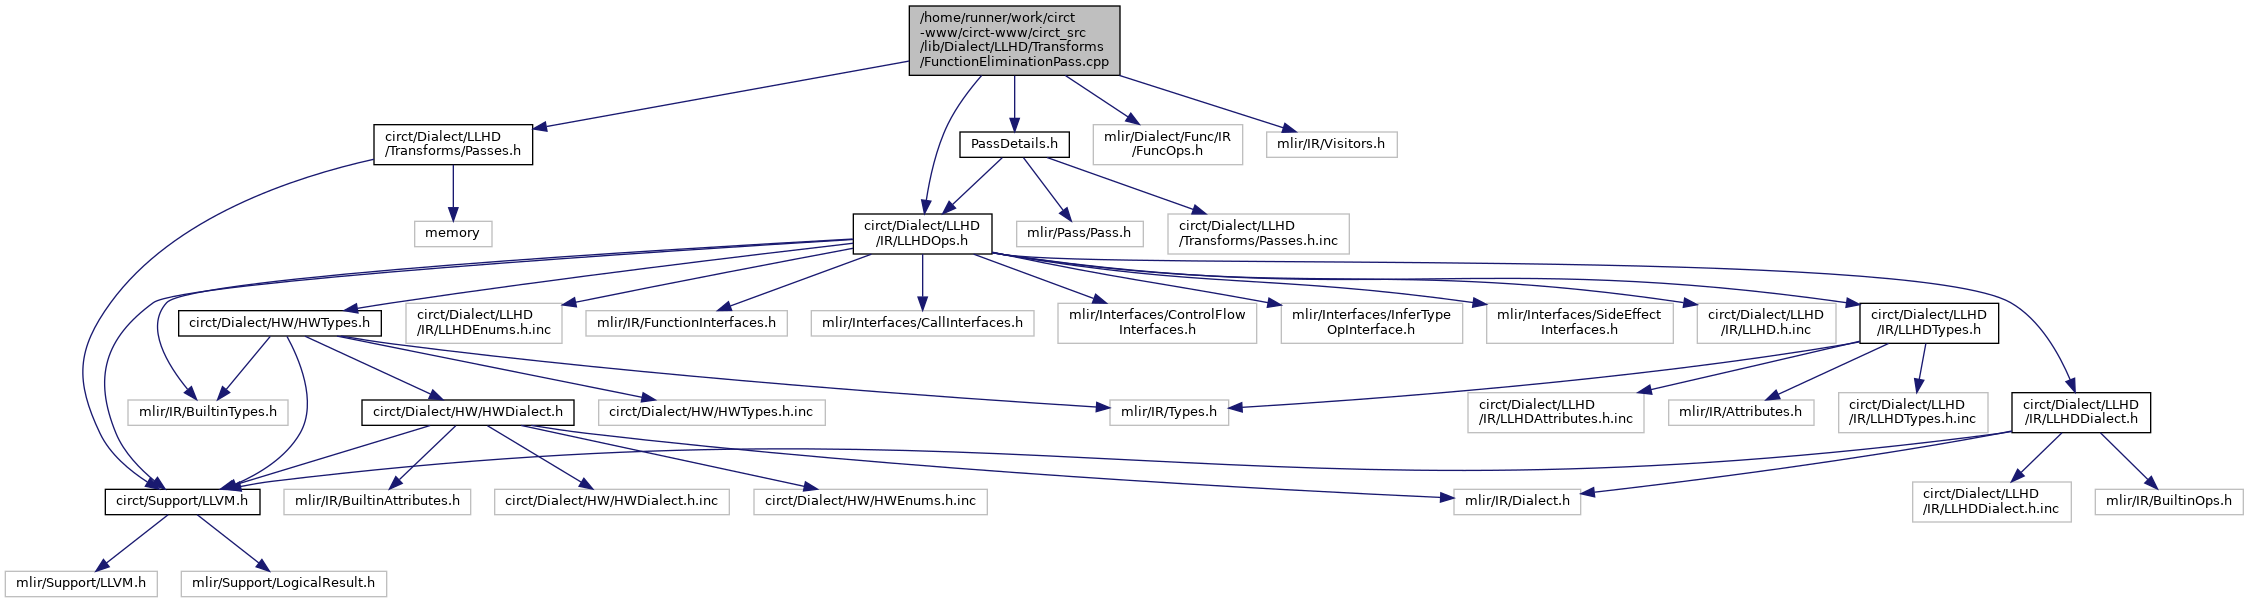 /home/runner/work/circt
-www/circt-www/circt_src
/lib/Dialect/LLHD/Transforms
/FunctionEliminationPass.cpp
circt/Dialect/LLHD
/Transforms/Passes.h
PassDetails.h
mlir/Dialect/Func/IR
/FuncOps.h
mlir/IR/Visitors.h
memory
circt/Dialect/LLHD
/IR/LLHDOps.h
mlir/Pass/Pass.h
circt/Dialect/LLHD
/Transforms/Passes.h.inc
circt/Dialect/HW/HWTypes.h
circt/Dialect/LLHD
/IR/LLHDEnums.h.inc
mlir/IR/FunctionInterfaces.h
mlir/Interfaces/CallInterfaces.h
mlir/Interfaces/ControlFlow
Interfaces.h
mlir/Interfaces/InferType
OpInterface.h
mlir/Interfaces/SideEffect
Interfaces.h
circt/Dialect/LLHD
/IR/LLHD.h.inc
circt/Dialect/LLHD
/IR/LLHDTypes.h
mlir/IR/BuiltinTypes.h
circt/Dialect/HW/HWDialect.h
circt/Dialect/HW/HWTypes.h.inc
mlir/IR/Types.h
circt/Dialect/LLHD
/IR/LLHDAttributes.h.inc
mlir/IR/Attributes.h
circt/Dialect/LLHD
/IR/LLHDTypes.h.inc
circt/Dialect/LLHD
/IR/LLHDDialect.h
circt/Support/LLVM.h
mlir/IR/BuiltinAttributes.h
circt/Dialect/HW/HWDialect.h.inc
circt/Dialect/HW/HWEnums.h.inc
mlir/IR/Dialect.h
circt/Dialect/LLHD
/IR/LLHDDialect.h.inc
mlir/IR/BuiltinOps.h
mlir/Support/LLVM.h
mlir/Support/LogicalResult.h